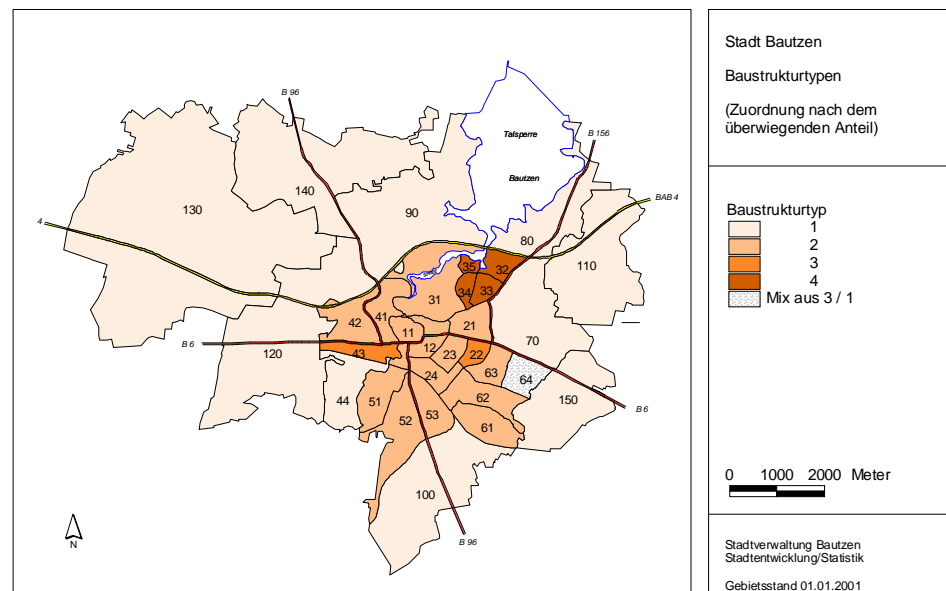 B 96
B 156
Talsperre
Bautzen
BAB 4
140
130
90
80
4
110
35
32
34
33
31
42
41
11
21
B 6
43
12
23
22
70
120
24
63
64
44
51
62
150
B 6
52
53
61
100
B 96
N
Stadt Bautzen
Baustrukturtypen
(Zuordnung nach dem
überwiegenden Anteil)
Baustrukturtyp
1
2
3
4
Mix aus 3 / 1
0 1000 2000 Meter
Stadtverwaltung Bautzen
Stadtentwicklung/Statistik
Gebietsstand 01.01.2001